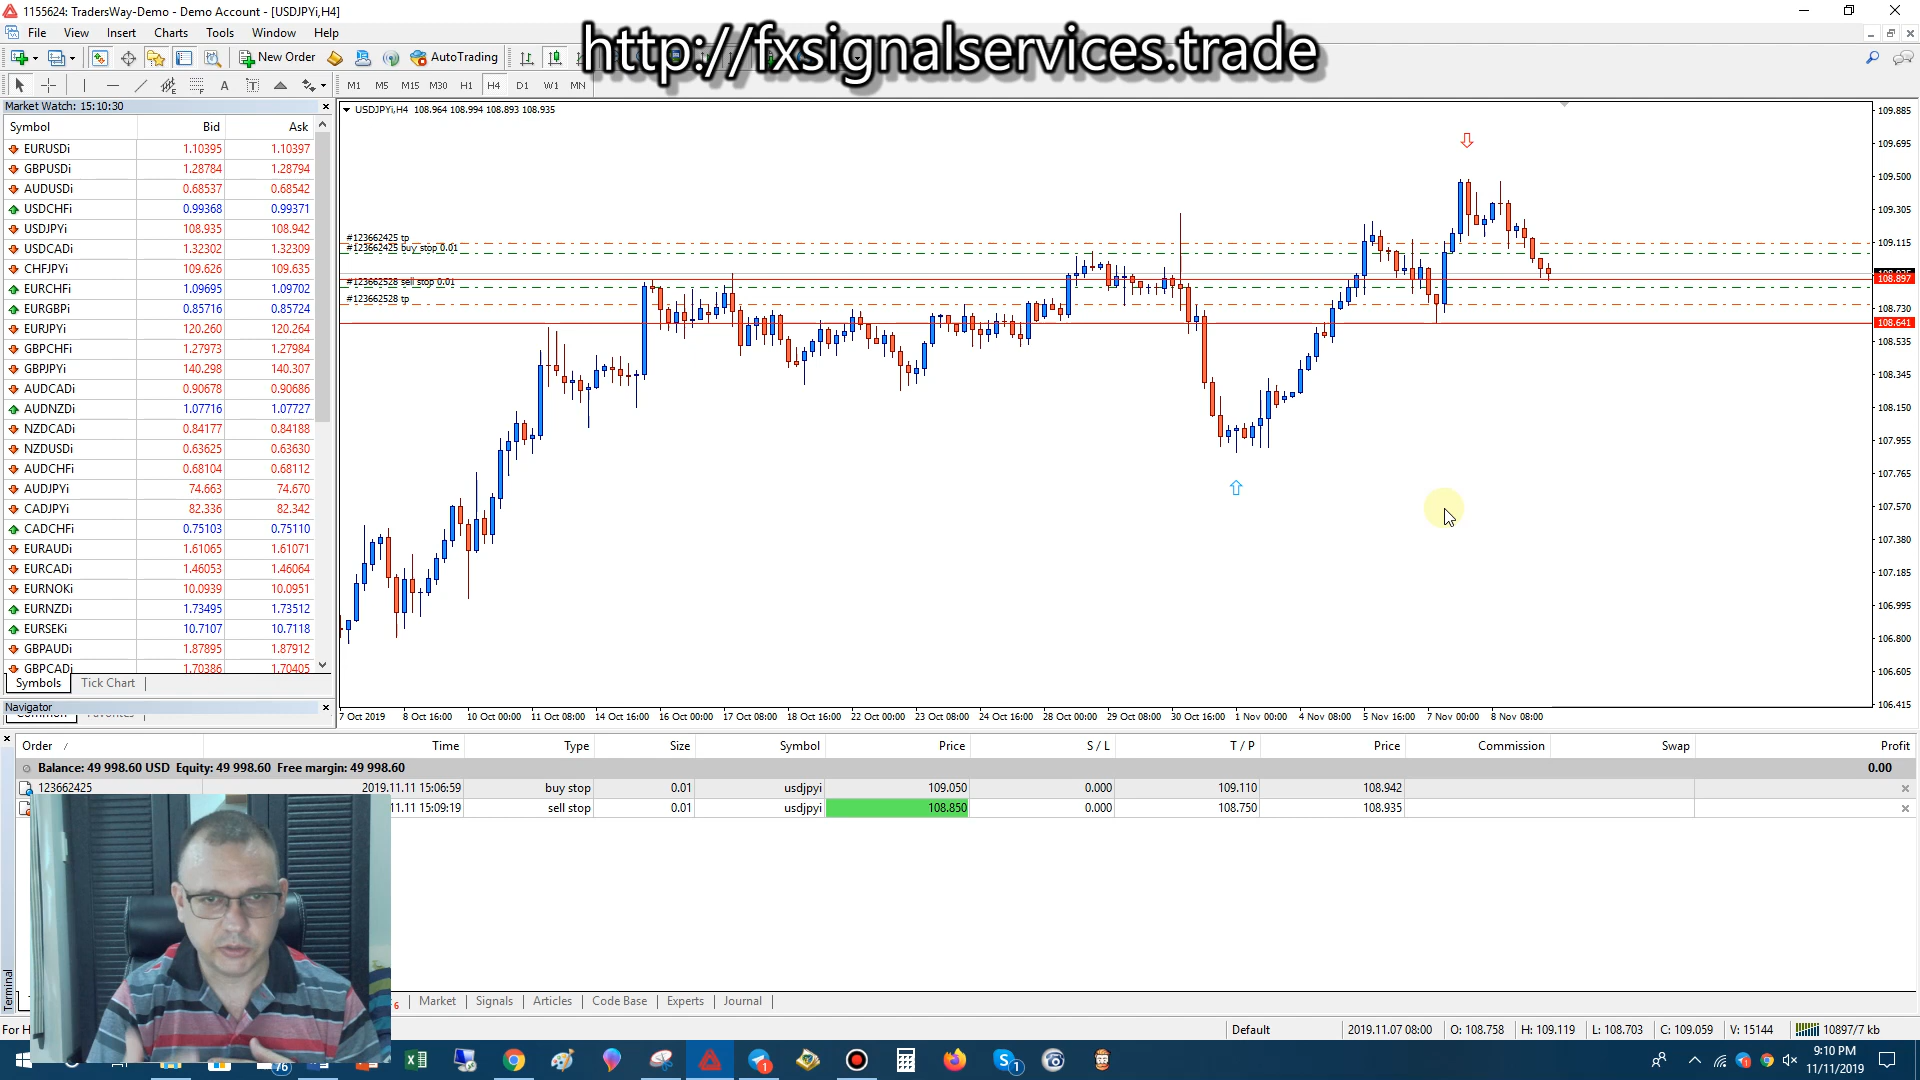 1155624: TradersWay-Demo - Demo Account - [USDJPYi,H4]
http://fxsignalservices.trade
File View Insert Charts Tools Window Help
New Order AutoTrading
M1 M5 M15 M30 H1 H4 D1 W1 MN
Market Watch: 15:10:30
Symbol Bid Ask
EURUSDi 1.10395 1.10397
GBPUSDi 1.28784 1.28794
AUDUSDi 0.68537 0.68542
USDCHFi 0.99368 0.99371
USDJPYi 108.935 108.942
USDCADi 1.32302 1.32309
CHFJPYi 109.626 109.635
EURCHFi 1.09695 1.09702
EURGBPi 0.85716 0.85724
EURJPYi 120.260 120.264
GBPCHFi 1.27973 1.27984
GBPJPYi 140.298 140.307
AUDCADi 0.90678 0.90686
AUDNZDi 1.07716 1.07727
NZDCADi 0.84177 0.84188
NZDUSDi 0.63625 0.63630
AUDCHFi 0.68104 0.68112
AUDJPYi 74.663 74.670
CADJPYi 82.336 82.342
CADCHFi 0.75103 0.75110
EURAUDi 1.61065 1.61071
EURCADi 1.46053 1.46064
EURNOKi 10.0939 10.0951
EURNZDi 1.73495 1.73512
EURSEKi 10.7107 10.7118
GBPAUDi 1.87895 1.87912
GBPCADi 1.70386 1.70405
Symbols Tick Chart
Navigator
USDJPYi,H4 108.964 108.994 108.893 108.935
#123662425 tp
#123662425 buy stop 0.01
#123662528 sell stop 0.01
#123662528 tp
109.885
109.695
109.500
109.305
109.115
108.897
108.730
108.641
108.535
108.345
108.150
107.955
107.765
107.570
107.380
107.185
106.995
106.800
106.605
106.415
7 Oct 2019 8 Oct 16:00 10 Oct 00:00 11 Oct 08:00 14 Oct 16:00 16 Oct 00:00 17 Oct 08:00 18 Oct 16:00 22 Oct 00:00 23 Oct 08:00 24 Oct 16:00 28 Oct 00:00 29 Oct 08:00 30 Oct 16:00 1 Nov 00:00 4 Nov 08:00 5 Nov 16:00 7 Nov 00:00 8 Nov 08:00
Order / Time Type Size Symbol Price S / L T / P Price Commission Swap Profit
Balance: 49 998.60 USD Equity: 49 998.60 Free margin: 49 998.60 0.00
123662425 2019.11.11 15:06:59 buy stop 0.01 usdjpyi 109.050 0.000 109.110 108.942
.11.11 15:09:19 sell stop 0.01 usdjpyi 108.850 0.000 108.750 108.935
Terminal
6 Market Signals Articles Code Base Experts Journal
For H
Default 2019.11.07 08:00 O: 108.758 H: 109.119 L: 108.703 C: 109.059 V: 15144 10897/7 kb
76
1
1
9:10 PM
11/11/2019